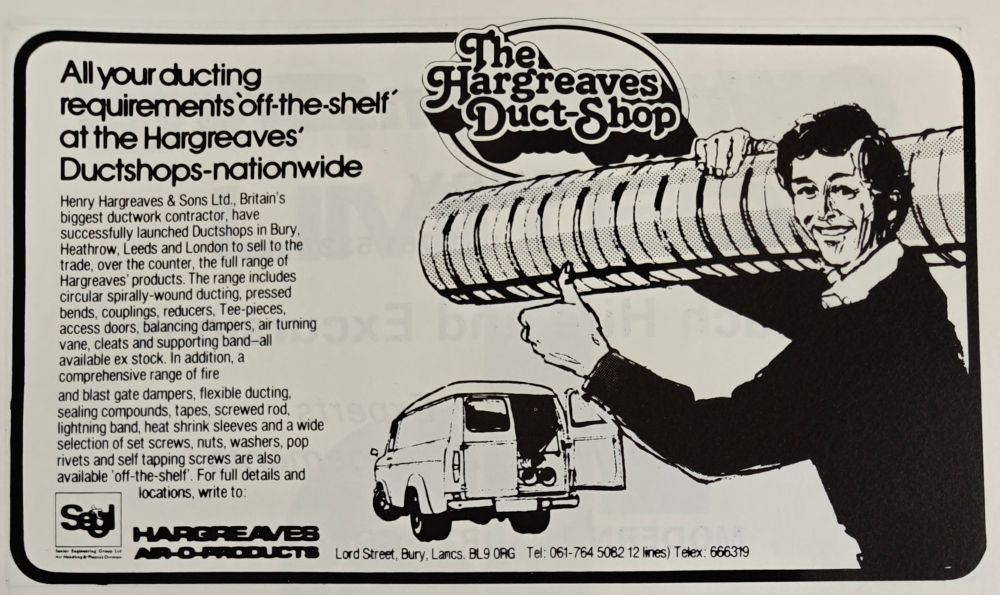 All your ducting
requirements 'off-the-shelf'
at the Hargreaves'
Ductshops-nationwide
The
Hargreaves
Duct-Shop
Henry Hargreaves & Sons Ltd., Britain's
biggest ductwork contractor, have
successfully launched Ductshops in Bury,
Heathrow, Leeds and London to sell to the
trade, over the counter, the full range of
Hargreaves' products. The range includes
circular spirally-wound ducting, pressed
bends, couplings, reducers, Tee-pieces,
access doors, balancing dampers, air turning
vane, cleats and supporting band—all
available ex stock. In addition, a
comprehensive range of fire
and blast gate dampers, flexible ducting,
sealing compounds, tapes, screwed rod,
lightning band, heat shrink sleeves and a wide
selection of set screws, nuts, washers, pop
rivets and self tapping screws are also
available 'off-the-shelf'. For full details and
locations, write to:
Senior Engineering Group Ltd
Air Handling & Division
HARGREAVES
AIR-O-PRODUCTS
Lord Street, Bury, Lancs. BL9 0RG Tel: 061-764 5082 12 lines) Telex: 666319